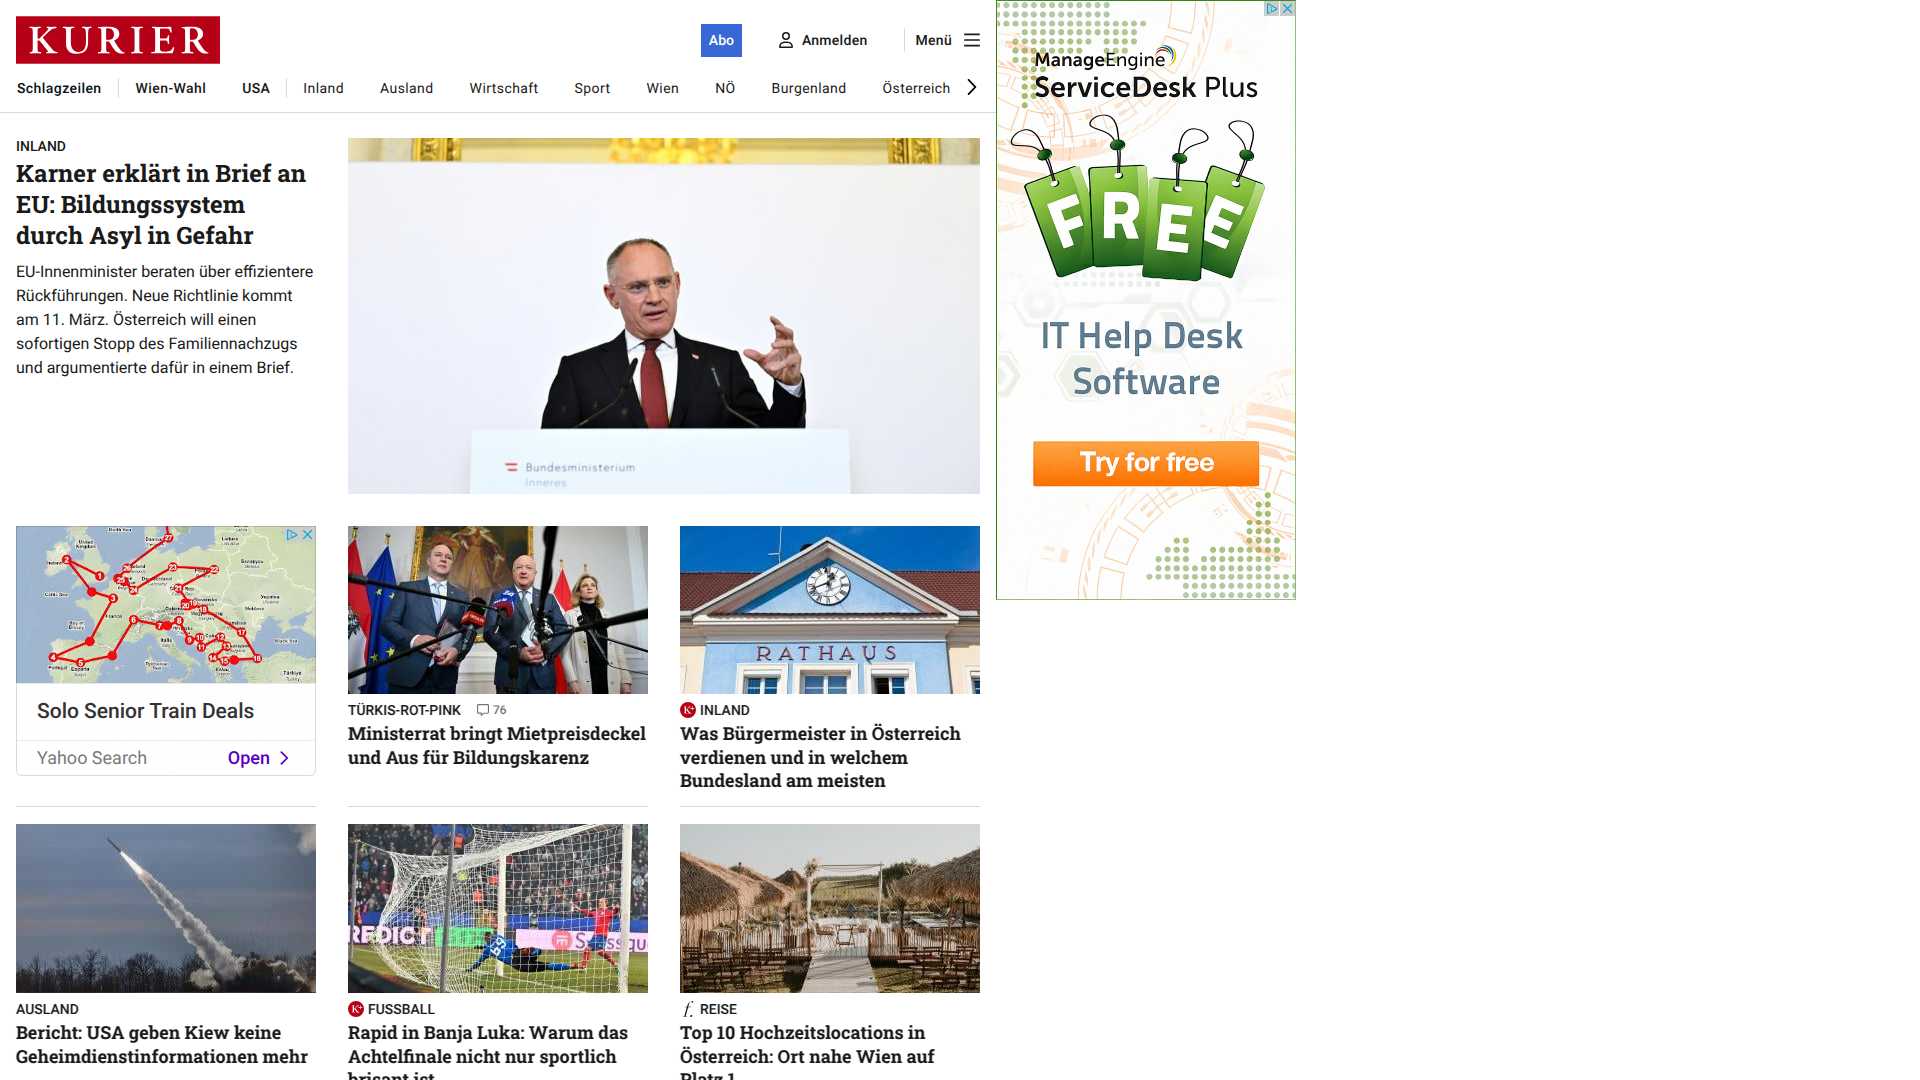 KURIER
Abo
Anmelden
Menü
Schlagzeilen
Wien-Wahl
USA
Inland
Ausland
Wirtschaft
Sport
Wien
NÖ
Burgenland
Österreich
INLAND
Karner erklärt in Brief an
EU: Bildungssystem
durch Asyl in Gefahr
EU-Innenminister beraten über effizientere
Rückführungen. Neue Richtlinie kommt
am 11. März. Österreich will einen
sofortigen Stopp des Familiennachzugs
und argumentierte dafür in einem Brief.
Bundesministerium
Inneres
ManageEngine
ServiceDesk Plus
FREE
IT Help Desk
Software
Try for free
Solo Senior Train Deals
Yahoo Search
Open
TÜRKIS-ROT-PINK
76
Ministerrat bringt Mietpreisdeckel
und Aus für Bildungskarenz
RATHAUS
K+
INLAND
Was Bürgermeister in Österreich
verdienen und in welchem
Bundesland am meisten
AUSLAND
Bericht: USA geben Kiew keine
Geheimdienstinformationen mehr
K+
FUSSBALL
Rapid in Banja Luka: Warum das
Achtelfinale nicht nur sportlich
brisant ist
f.
REISE
Top 10 Hochzeitslocations in
Österreich: Ort nahe Wien auf
Platz 1